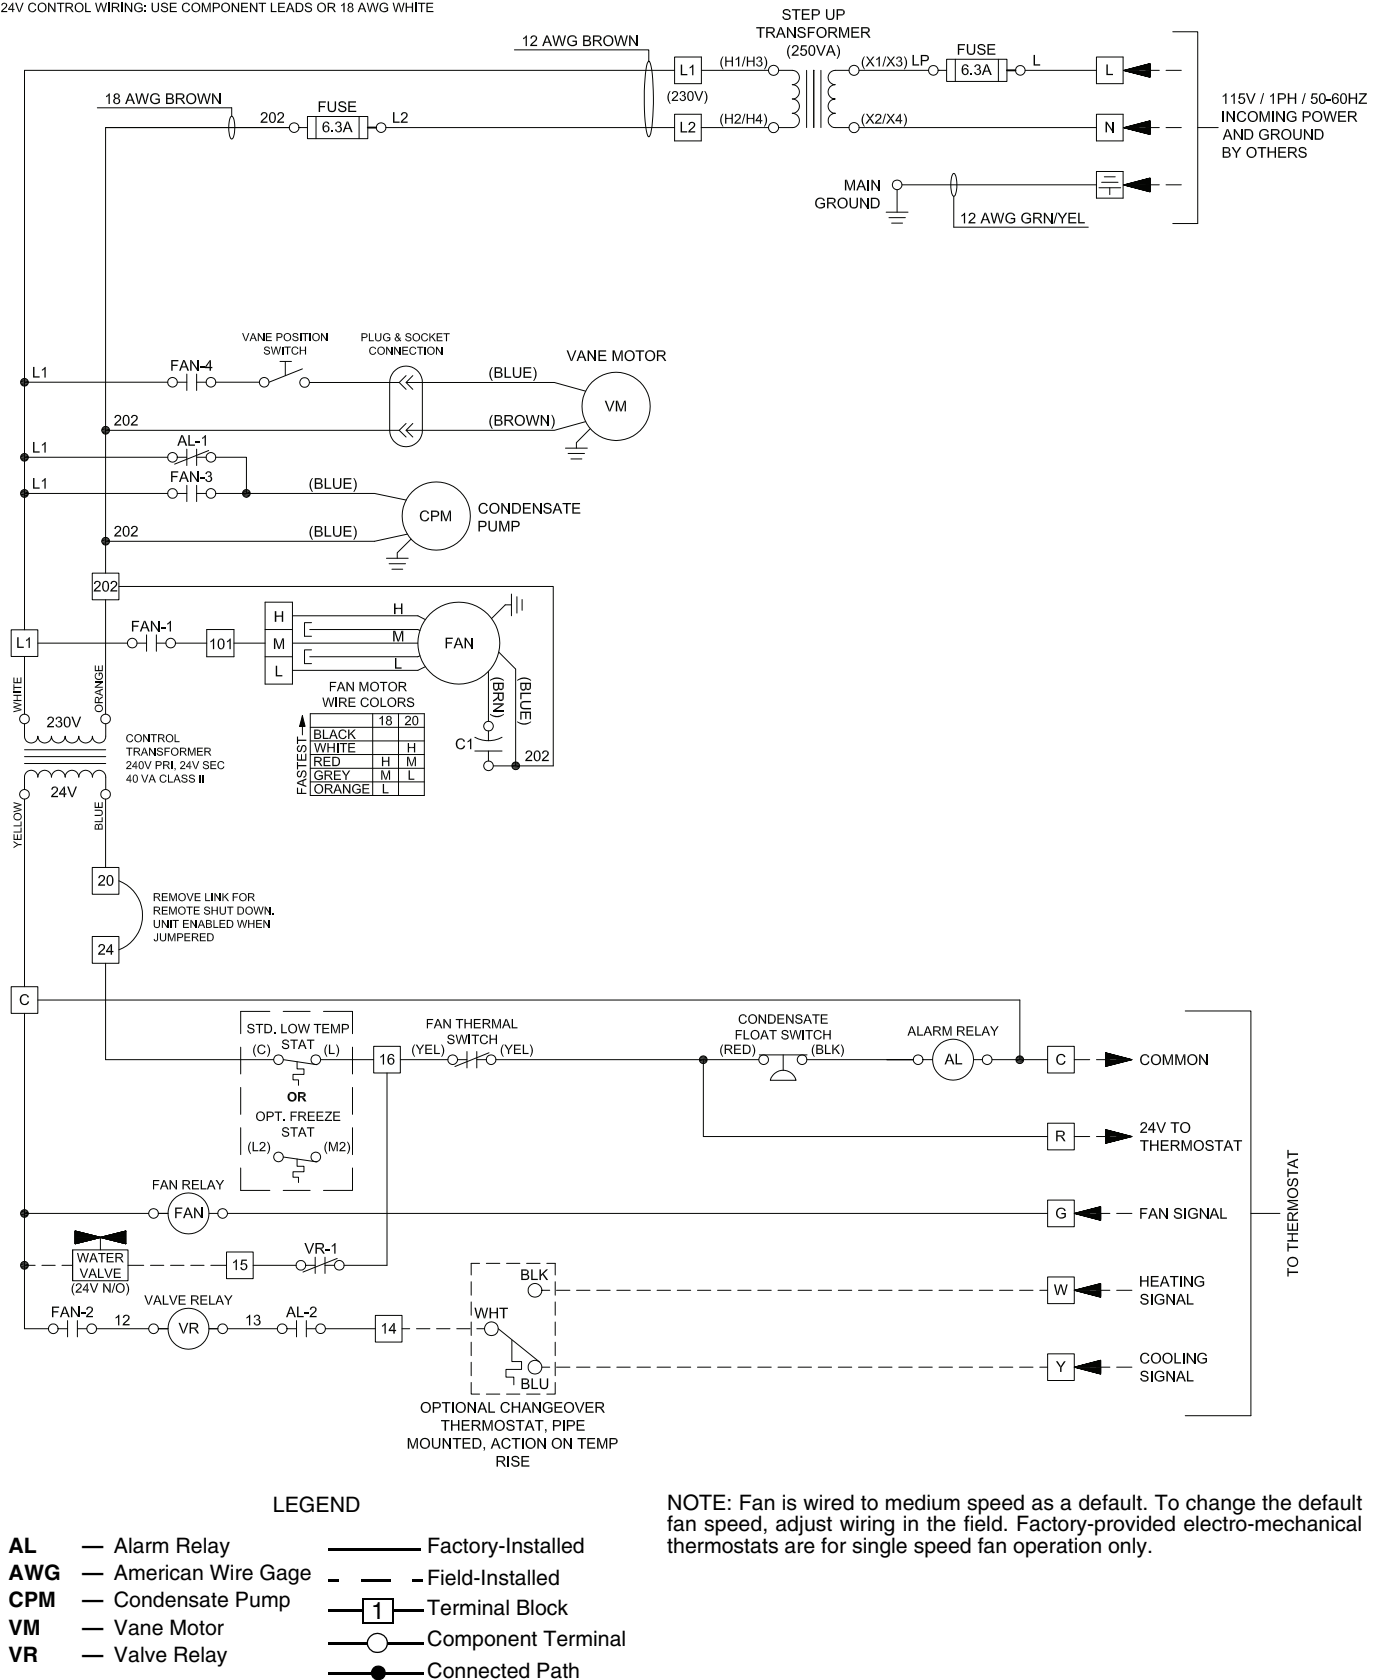 24V CONTROL WIRING: USE COMPONENT LEADS OR 18 AWG WHITE
STEP UP
TRANSFORMER
(250VA)
12 AWG BROWN
L1
(230V)
(H1/H3)
(X1/X3)
LP
FUSE
6.3A
L
L
18 AWG BROWN
202
FUSE
6.3A
L2
L2
(H2/H4)
(X2/X4)
N
115V / 1PH / 50-60HZ
INCOMING POWER
AND GROUND
BY OTHERS
MAIN
GROUND
12 AWG GRN/YEL
VANE POSITION
SWITCH
PLUG & SOCKET
CONNECTION
VANE MOTOR
L1
FAN-4
(BLUE)
VM
202
(BROWN)
L1
AL-1
L1
FAN-3
(BLUE)
CPM
CONDENSATE
PUMP
202
(BLUE)
202
L1
FAN-1
101
H
M
L
H
M
L
FAN
(BRN)
(BLUE)
C1
202
WHITE
ORANGE
230V
CONTROL
TRANSFORMER
240V PRI, 24V SEC
40 VA CLASS II
24V
YELLOW
BLUE
FAN MOTOR
WIRE COLORS
FASTEST
18 20
BLACK
WHITE H
RED H M
GREY M L
ORANGE L
20
REMOVE LINK FOR
REMOTE SHUT DOWN.
UNIT ENABLED WHEN
JUMPERED
24
C
STD. LOW TEMP
STAT
(C) (L)
OR
OPT. FREEZE
STAT
(L2) (M2)
16
FAN THERMAL
SWITCH
(YEL) (YEL)
CONDENSATE
FLOAT SWITCH
(RED) (BLK)
ALARM RELAY
AL
C
COMMON
R
24V TO
THERMOSTAT
FAN RELAY
FAN
G
FAN SIGNAL
TO THERMOSTAT
WATER
VALVE
(24V N/O)
15
VR-1
BLK
W
HEATING
SIGNAL
FAN-2
12
VALVE RELAY
VR
13
AL-2
14
WHT
BLU
Y
COOLING
SIGNAL
OPTIONAL CHANGEOVER
THERMOSTAT, PIPE
MOUNTED, ACTION ON TEMP
RISE
LEGEND
AL — Alarm Relay
AWG — American Wire Gage
CPM — Condensate Pump
VM — Vane Motor
VR — Valve Relay
Factory-Installed
Field-Installed
1 Terminal Block
Component Terminal
Connected Path
NOTE: Fan is wired to medium speed as a default. To change the default
fan speed, adjust wiring in the field. Factory-provided electro-mechanical
thermostats are for single speed fan operation only.